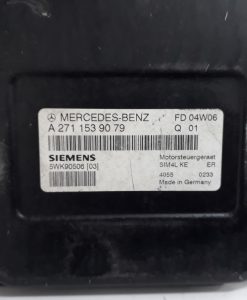 MERCEDES-BENZ FD 04W06
A 271 153 90 79 Q 01
SIEMENS Motorsteuergerät
5WK90506 [03] SIM4L KE ER
4055 0233
Made in Germany